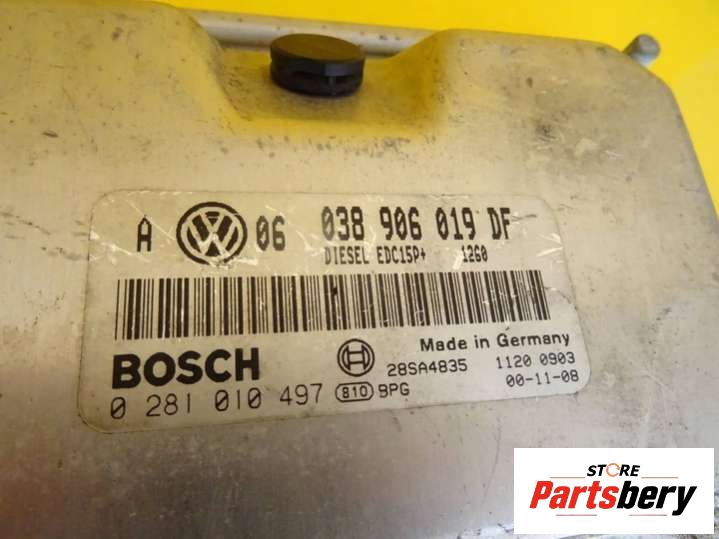 A 06 038 906 019 DF
DIESEL EDC15P+ 1260
Made in Germany
BOSCH 28SA4835 1120 0903
0 281 010 497 810 BPG 00-11-08
STORE
Partsbery